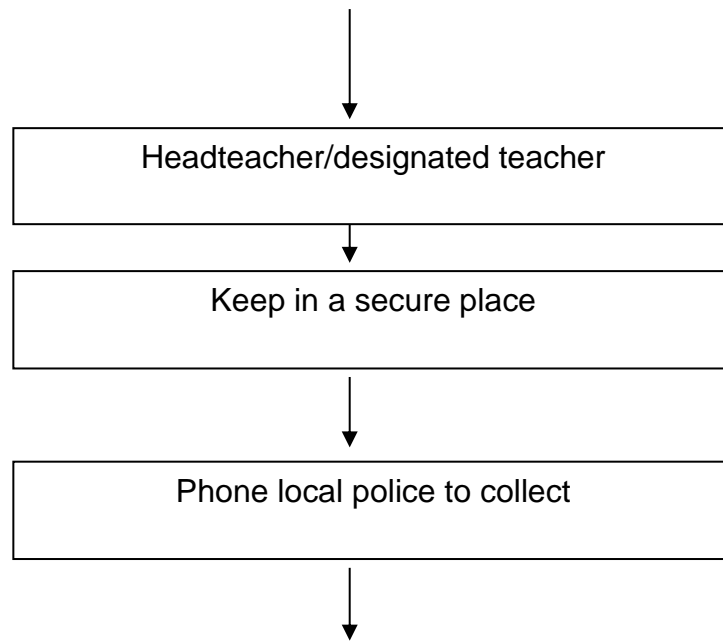 Headteacher/designated teacher
Keep in a secure place
Phone local police to collect